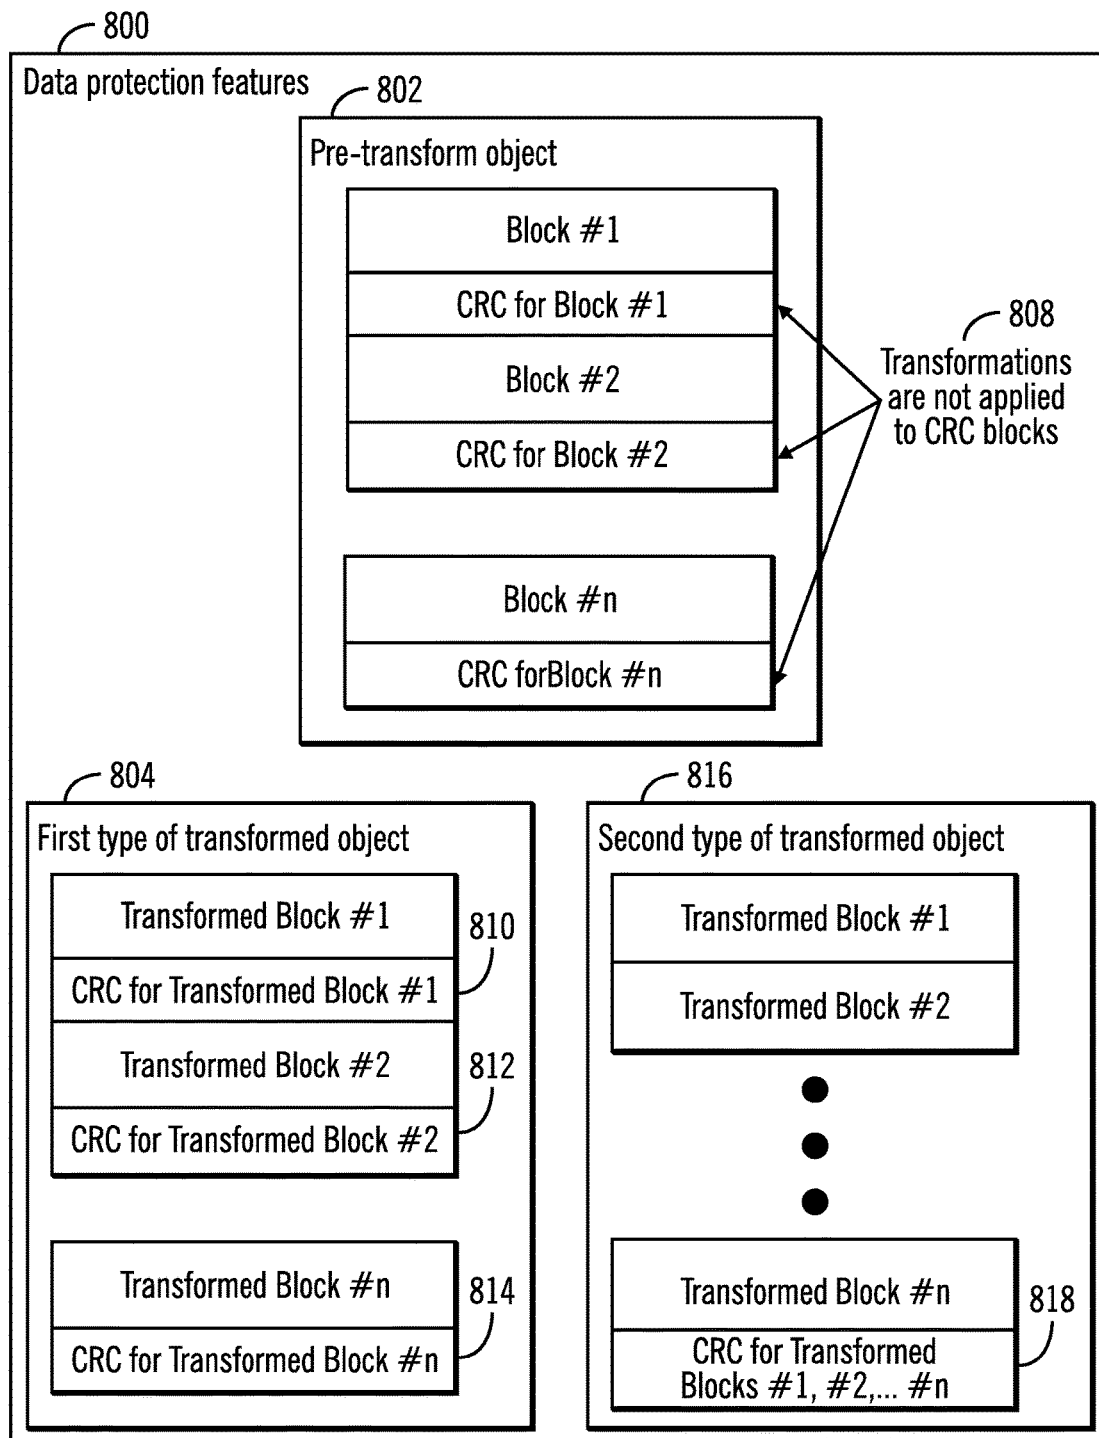 800
Data protection features
802
Pre-transform object
Block #1
CRC for Block #1
Block #2
CRC for Block #2
808
Transformations
are not applied
to CRC blocks
Block #n
CRC forBlock #n
804
First type of transformed object
Transformed Block #1
810
CRC for Transformed Block #1
Transformed Block #2
812
CRC for Transformed Block #2
Transformed Block #n
814
CRC for Transformed Block #n
816
Second type of transformed object
Transformed Block #1
Transformed Block #2
Transformed Block #n
818
CRC for Transformed
Blocks #1, #2,... #n